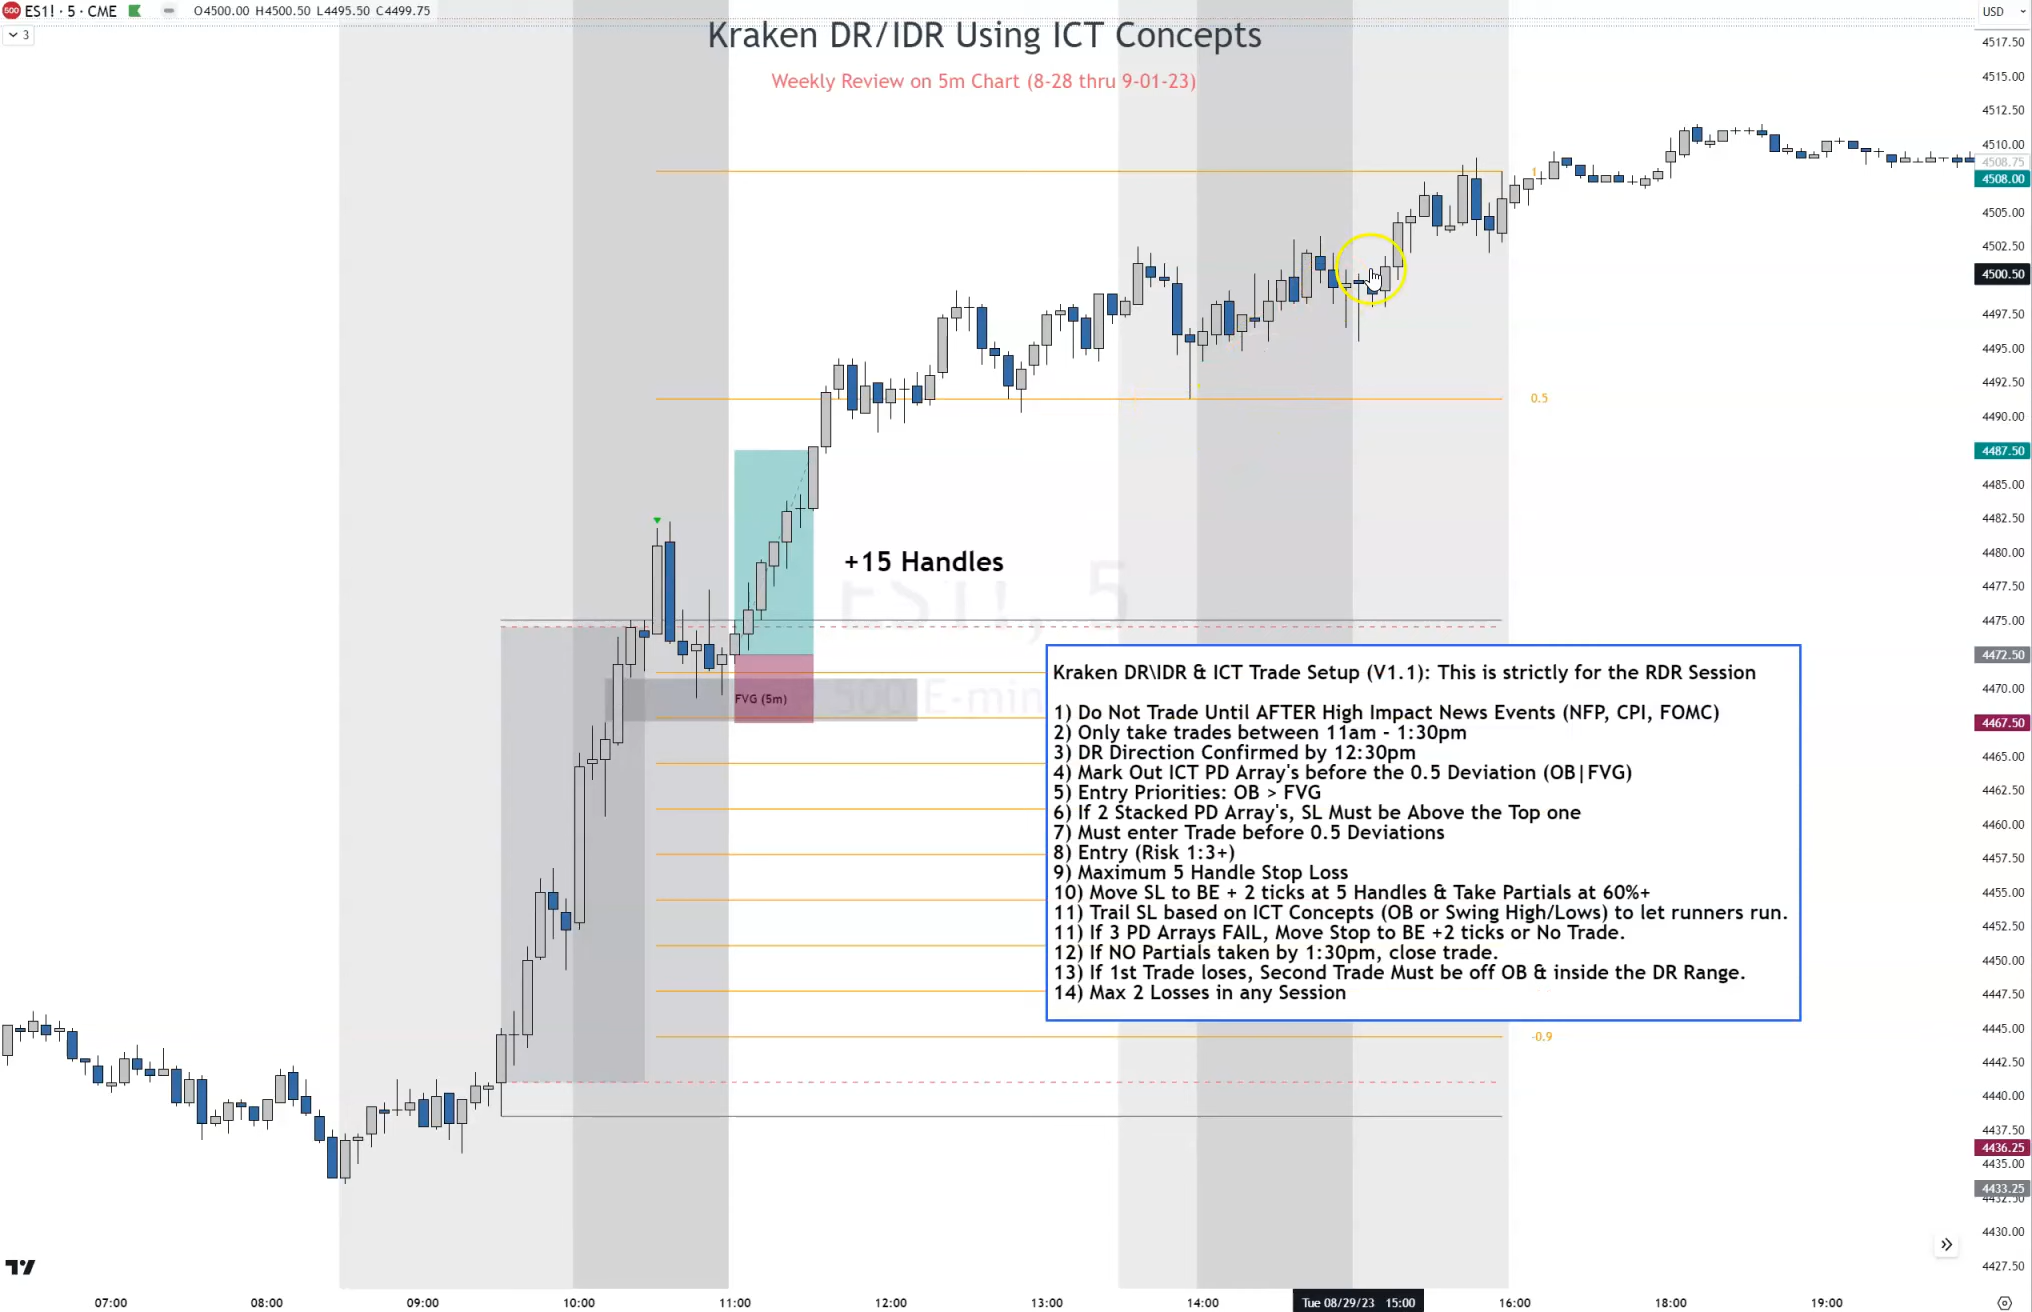 500 ES1! · 5 · CME O4500.00 H4500.50 L4495.50 C4499.75
3
USD
Kraken DR/IDR Using ICT Concepts
Weekly Review on 5m Chart (8-28 thru 9-01-23)
4517.50
4515.00
4512.50
4510.00
4508.75
4508.00
4505.00
4502.50
4500.50
4497.50
4495.00
4492.50
4490.00
4487.50
4485.00
4482.50
4480.00
4477.50
4475.00
4472.50
4470.00
4467.50
4465.00
4462.50
4460.00
4457.50
4455.00
4452.50
4450.00
4447.50
4445.00
4442.50
4440.00
4437.50
4436.25
4435.00
4433.25
4432.50
4430.00
4427.50
1
0.5
-0.9
+15 Handles
ES1!, 5
500 E-min
FVG (5m)
Kraken DR\IDR & ICT Trade Setup (V1.1): This is strictly for the RDR Session
1) Do Not Trade Until AFTER High Impact News Events (NFP, CPI, FOMC)
2) Only take trades between 11am - 1:30pm
3) DR Direction Confirmed by 12:30pm
4) Mark Out ICT PD Array's before the 0.5 Deviation (OB|FVG)
5) Entry Priorities: OB > FVG
6) If 2 Stacked PD Array's, SL Must be Above the Top one
7) Must enter Trade before 0.5 Deviations
8) Entry (Risk 1:3+)
9) Maximum 5 Handle Stop Loss
10) Move SL to BE + 2 ticks at 5 Handles & Take Partials at 60%+
11) Trail SL based on ICT Concepts (OB or Swing High/Lows) to let runners run.
11) If 3 PD Arrays FAIL, Move Stop to BE +2 ticks or No Trade.
12) If NO Partials taken by 1:30pm, close trade.
13) If 1st Trade loses, Second Trade Must be off OB & inside the DR Range.
14) Max 2 Losses in any Session
07:00 08:00 09:00 10:00 11:00 12:00 13:00 14:00 Tue 08/29/23 15:00 16:00 18:00 19:00